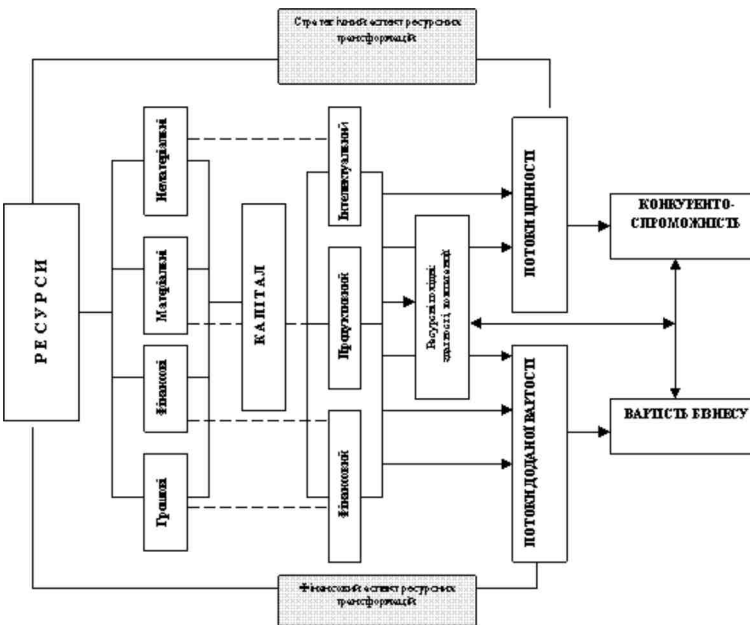 Стратегічний аспект ресурсних
трансформацій
РЕСУРСИ
Нематеріальні
Матеріальні
Фінансові
Грошові
КАПІТАЛ
Інтелектуальний
Продуктивний
Фінансовий
Ресурсні похідні:
здатності, компетенції
ПОТОКИ ЦІННОСТІ
ПОТОКИ ДОДАНОЇ ВАРТОСТІ
КОНКУРЕНТО-
СПРОМОЖНІСТЬ
ВАРТІСТЬ БІЗНЕСУ
Фінансовий аспект ресурсних
трансформацій